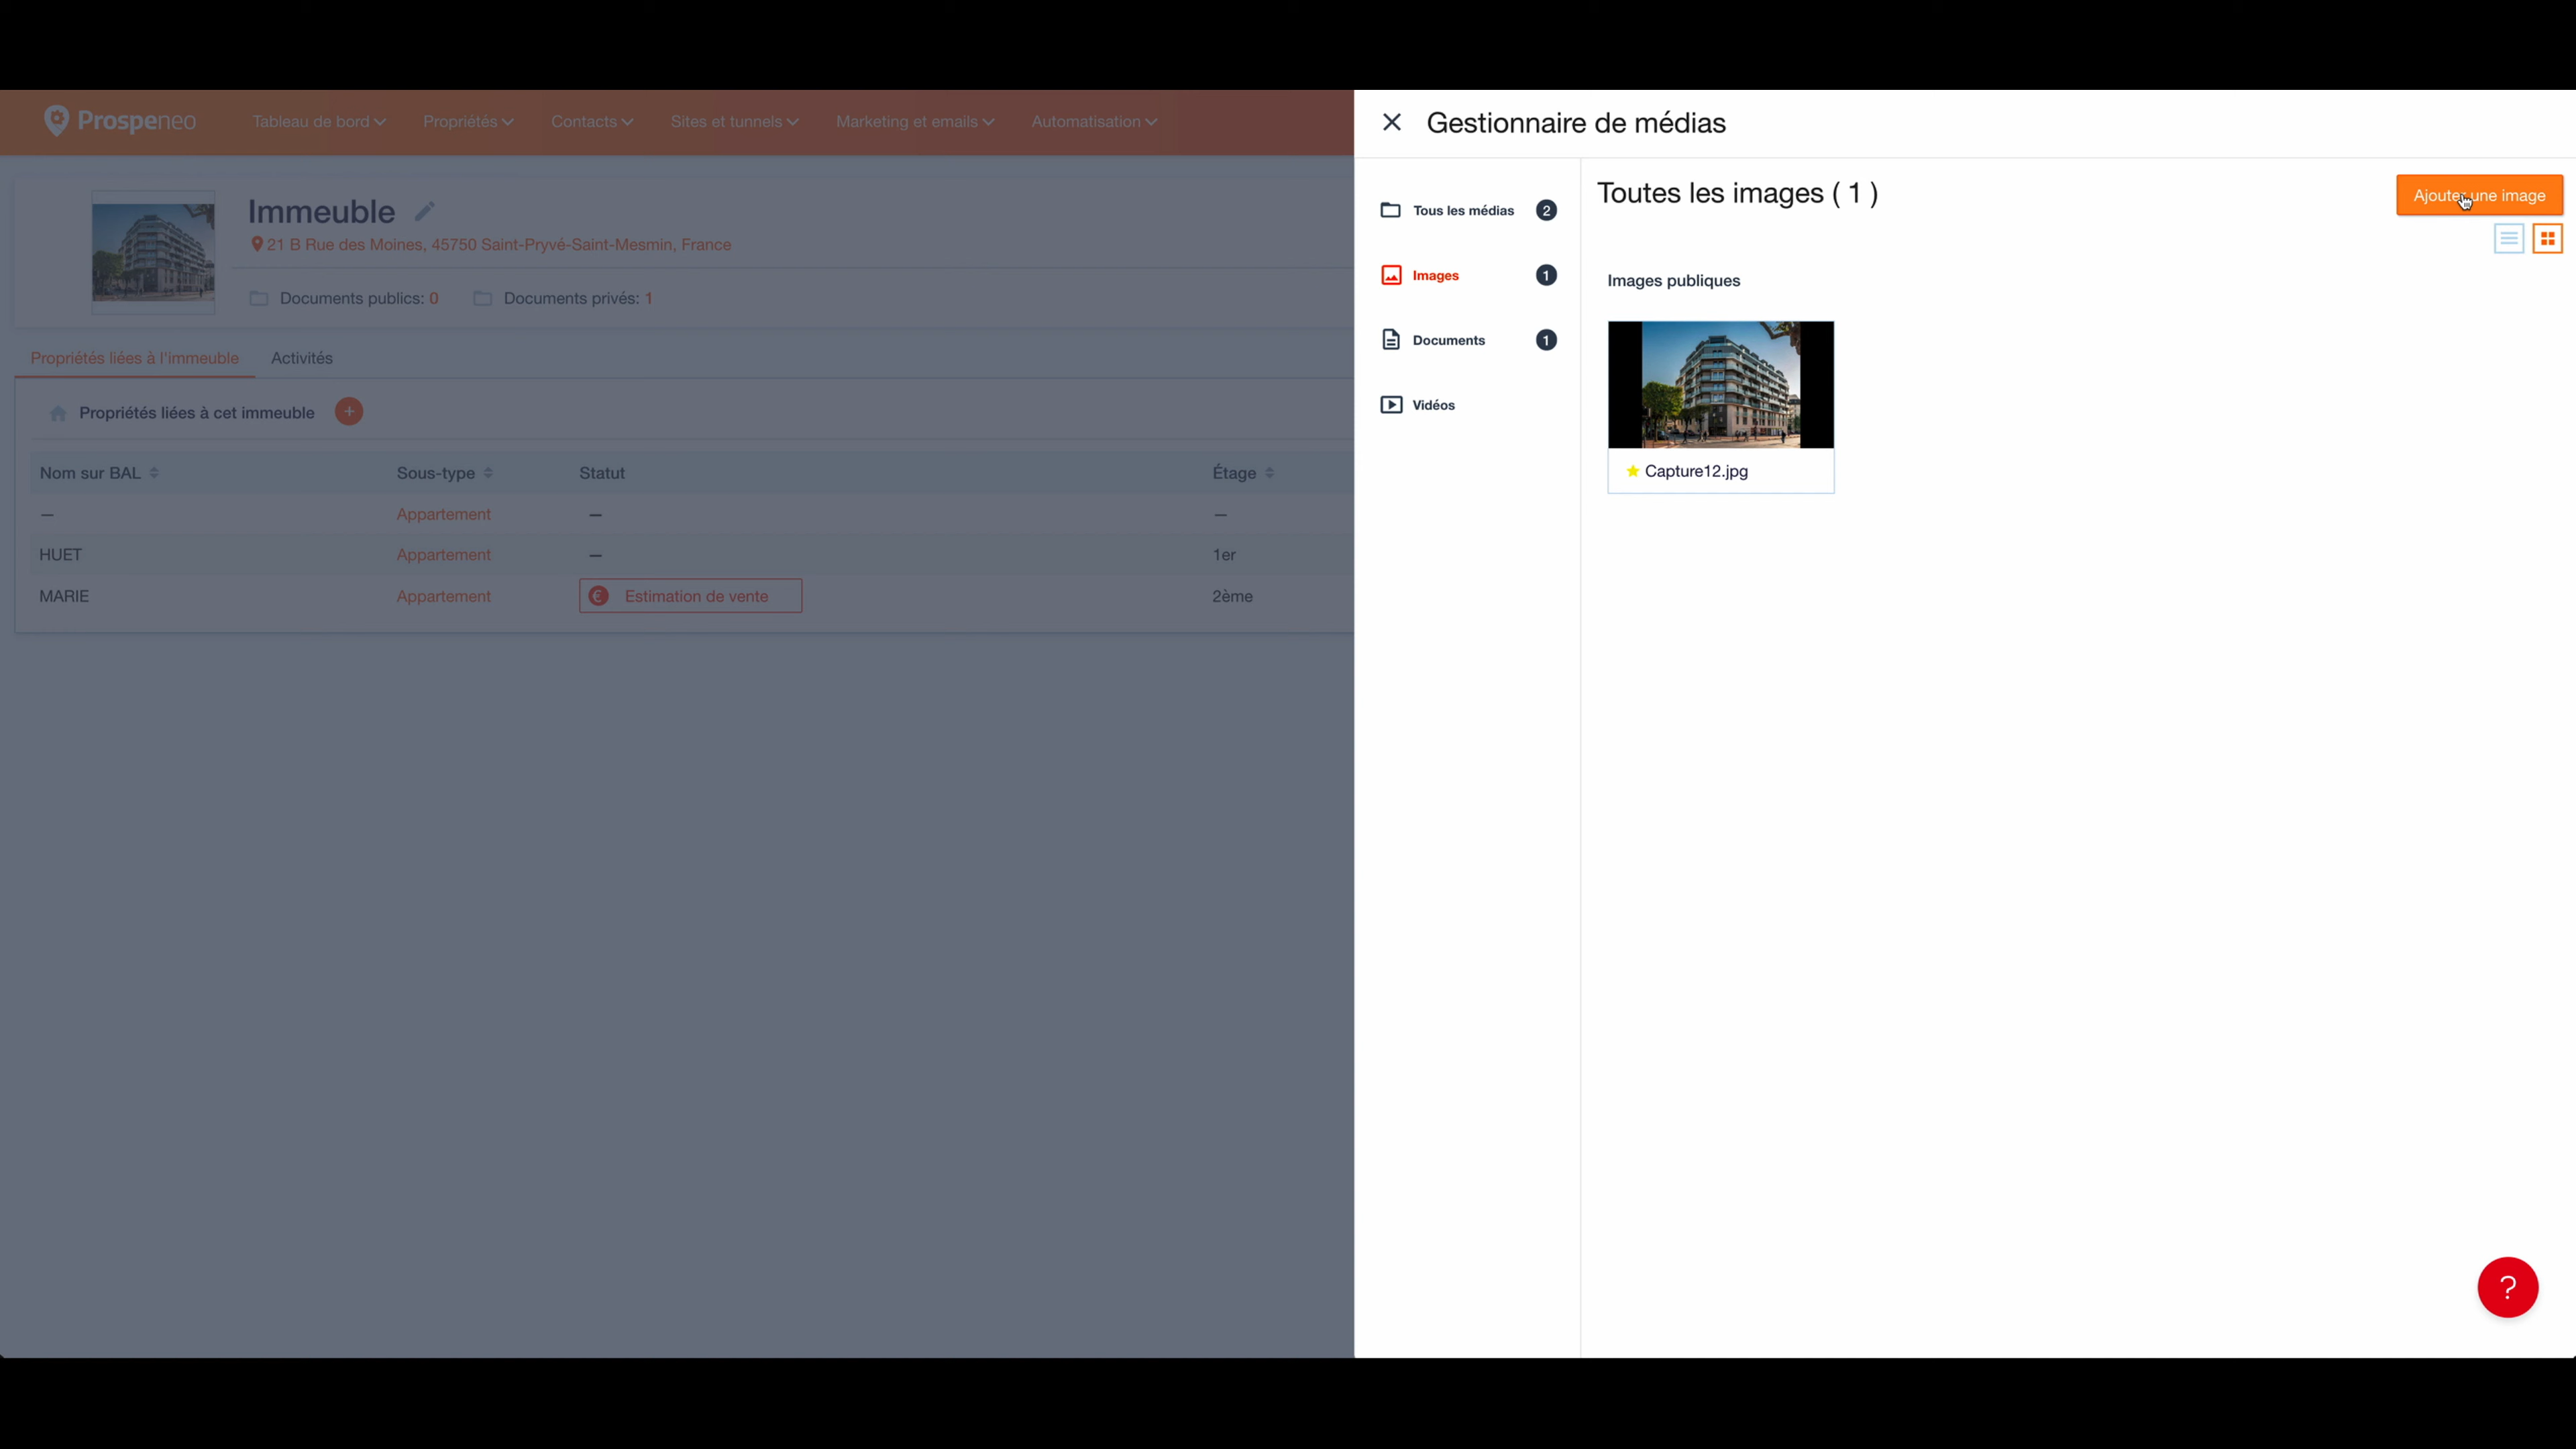 Prospeneo
Tableau de bord
Propriétés
Contacts
Sites et tunnels
Marketing et emails
Automatisation
Immeuble
21 B Rue des Moines, 45750 Saint-Pryvé-Saint-Mesmin, France
Documents publics: 0
Documents privés: 1
Propriétés liées à l'immeuble
Activités
Propriétés liées à cet immeuble
+
Nom sur BAL
Sous-type
Statut
Étage
— Appartement — —
HUET Appartement — 1er
MARIE Appartement € Estimation de vente 2ème
Gestionnaire de médias
Tous les médias 2
Images 1
Documents 1
Vidéos
Toutes les images ( 1 )
Ajouter une image
Images publiques
Capture12.jpg
?